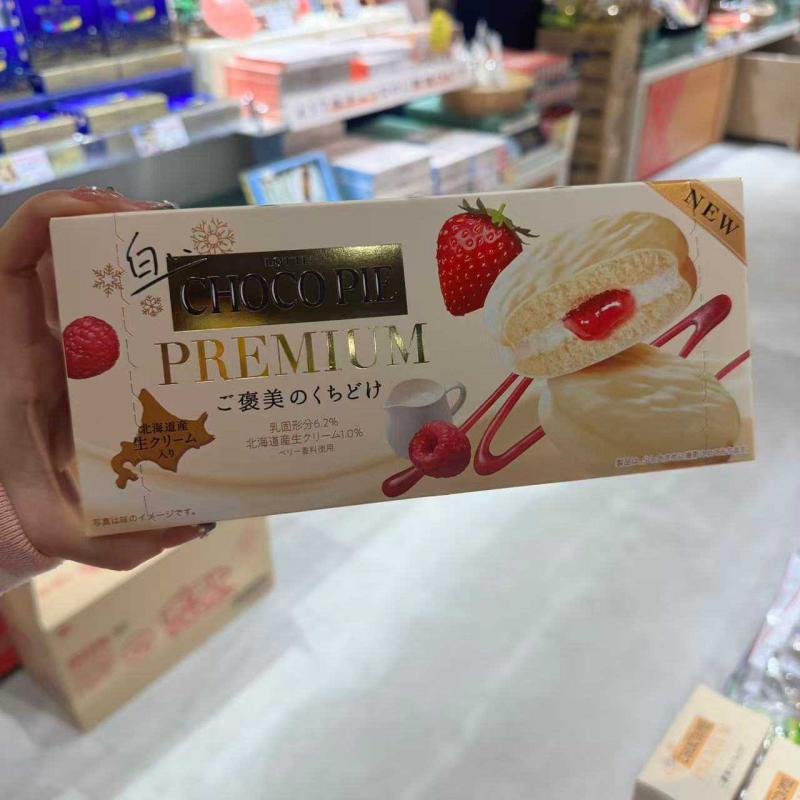 NEW
白い
LOTTE
CHOCO PIE
PREMIUM
ご褒美のくちどけ
北海道産
生クリーム
入り
乳固形分6.2%
北海道産生クリーム1.0%
ベリー香料使用
写真は味のイメージです。